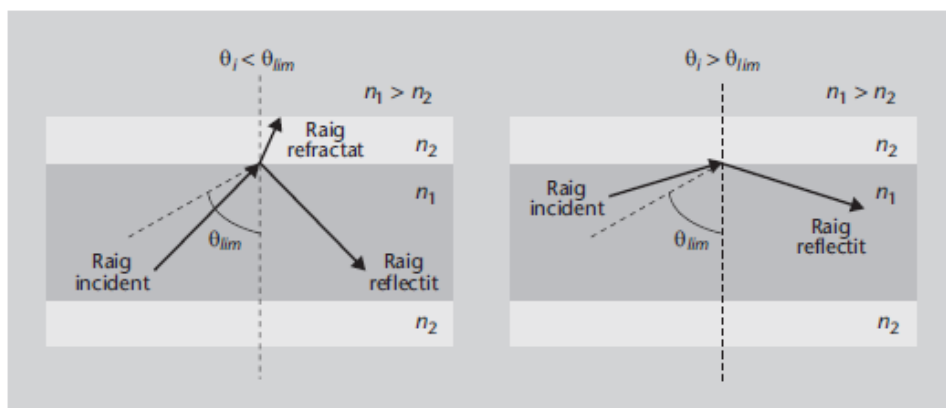 θi < θlim
n1 > n2
Raig
refractat
n2
n1
θlim
Raig
incident
Raig
reflectit
n2
θi > θlim
n1 > n2
n2
Raig
incident
n1
θlim
Raig
reflectit
n2